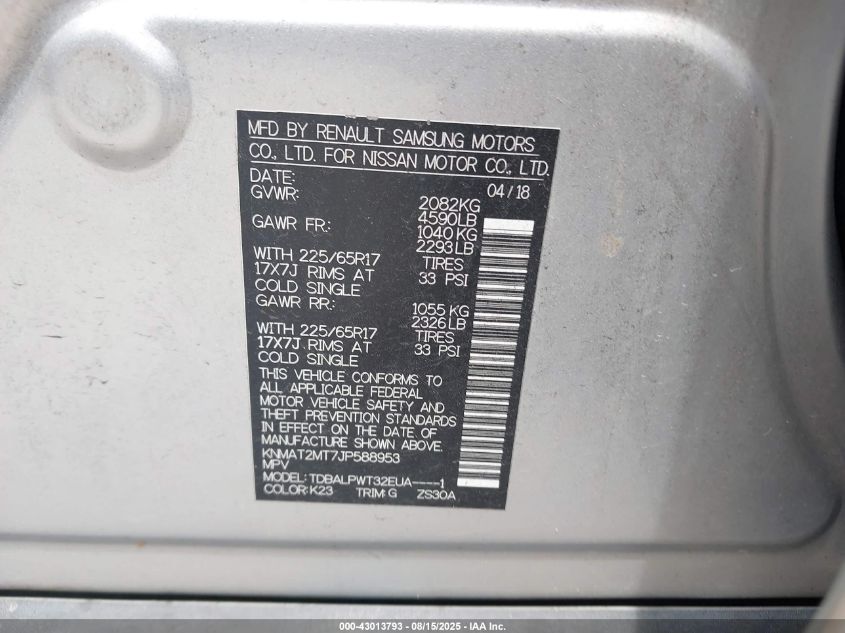 MFD BY RENAULT SAMSUNG MOTORS
CO., LTD. FOR NISSAN MOTOR CO., LTD.
DATE: 04/18
GVWR: 2082KG
4590LB
GAWR FR.: 1040 KG
2293 LB
WITH 225/65R17 TIRES
17X7J RIMS AT 33 PSI
COLD SINGLE
GAWR RR.: 1055 KG
2326 LB
WITH 225/65R17 TIRES
17X7J RIMS AT 33 PSI
COLD SINGLE
THIS VEHICLE CONFORMS TO
ALL APPLICABLE FEDERAL
MOTOR VEHICLE SAFETY AND
THEFT PREVENTION STANDARDS
IN EFFECT ON THE DATE OF
MANUFACTURE SHOWN ABOVE.
KNMAT2MT7JP588953
MPV
MODEL: TDBALPWT32EUA----1
COLOR: K23 TRIM: G ZS30A
000-43013793 - 08/15/2025 - IAA Inc.